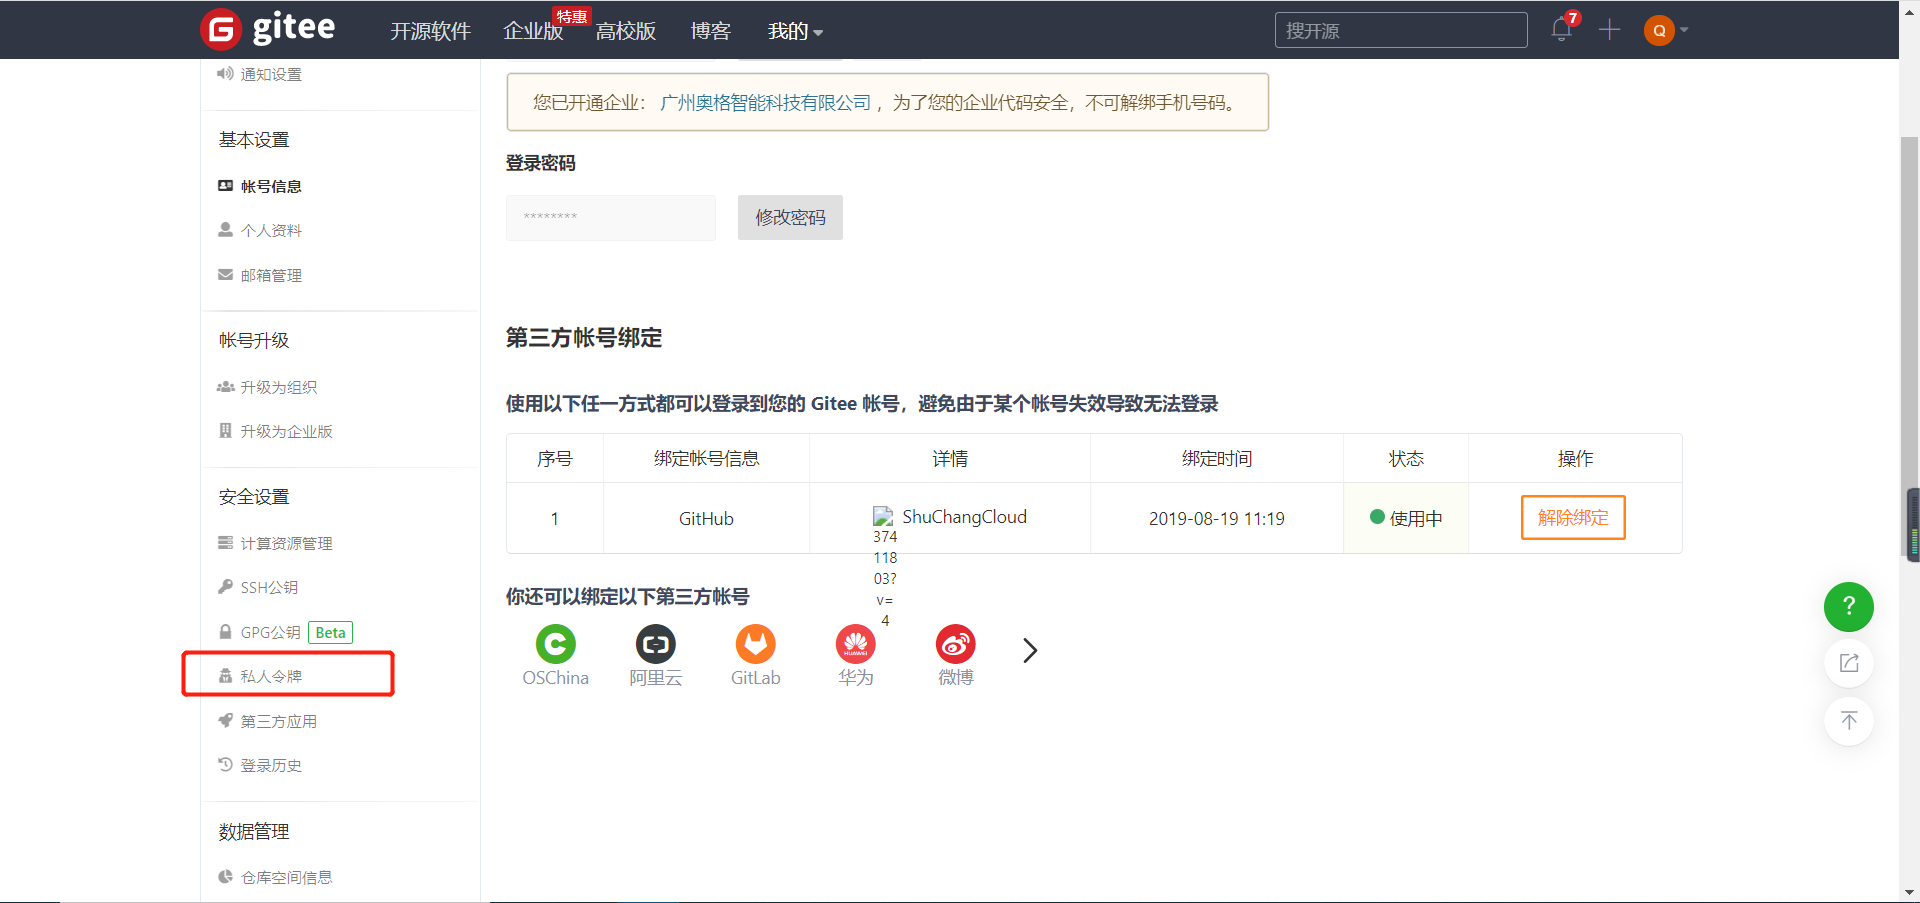 gitee
开源软件
企业版
特惠
高校版
博客
我的
搜开源
7
Q
通知设置
基本设置
帐号信息
个人资料
邮箱管理
帐号升级
升级为组织
升级为企业版
安全设置
计算资源管理
SSH公钥
GPG公钥 Beta
私人令牌
第三方应用
登录历史
数据管理
仓库空间信息
您已开通企业： 广州奥格智能科技有限公司 ，为了您的企业代码安全，不可解绑手机号码。
登录密码
********
修改密码
第三方帐号绑定
使用以下任一方式都可以登录到您的 Gitee 帐号，避免由于某个帐号失效导致无法登录
序号 绑定帐号信息 详情 绑定时间 状态 操作
1 GitHub ShuChangCloud 2019-08-19 11:19 使用中 解除绑定
374
118
03?
v=
4
你还可以绑定以下第三方帐号
HUAWEI
OSChina 阿里云 GitLab 华为 微博
?